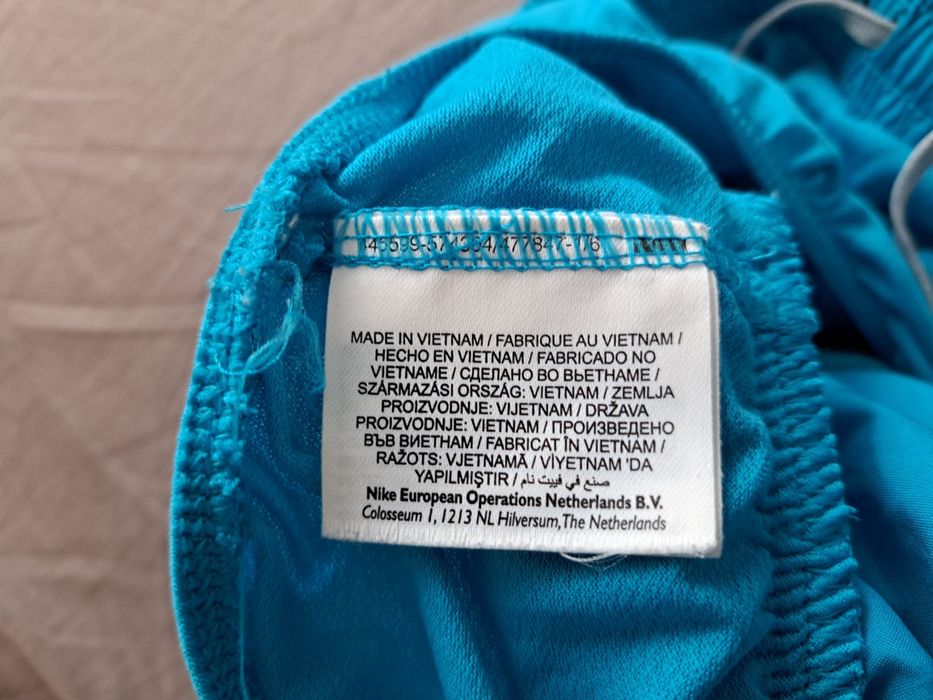 MADE IN VIETNAM / FABRIQUE AU VIETNAM /
HECHO EN VIETNAM / FABRICADO NO
VIETNAME / СДЕЛАНО ВО ВЬЕТНАМЕ /
SZÁRMAZÁSI ORSZÁG: VIETNAM / ZEMLJA
PROIZVODNJE: VIJETNAM / DRŽAVA
PROIZVODNJE: VIETNAM / ПРОИЗВЕДЕНО
ВЪВ ВИЕТНАМ / FABRICAT ÎN VIETNAM /
RAŽOTS: VJETNAMĀ / VİYETNAM 'DA
YAPILMIŞTIR / صنع في فييت نام
Nike European Operations Netherlands B.V.
Colosseum 1, 1213 NL Hilversum, The Netherlands